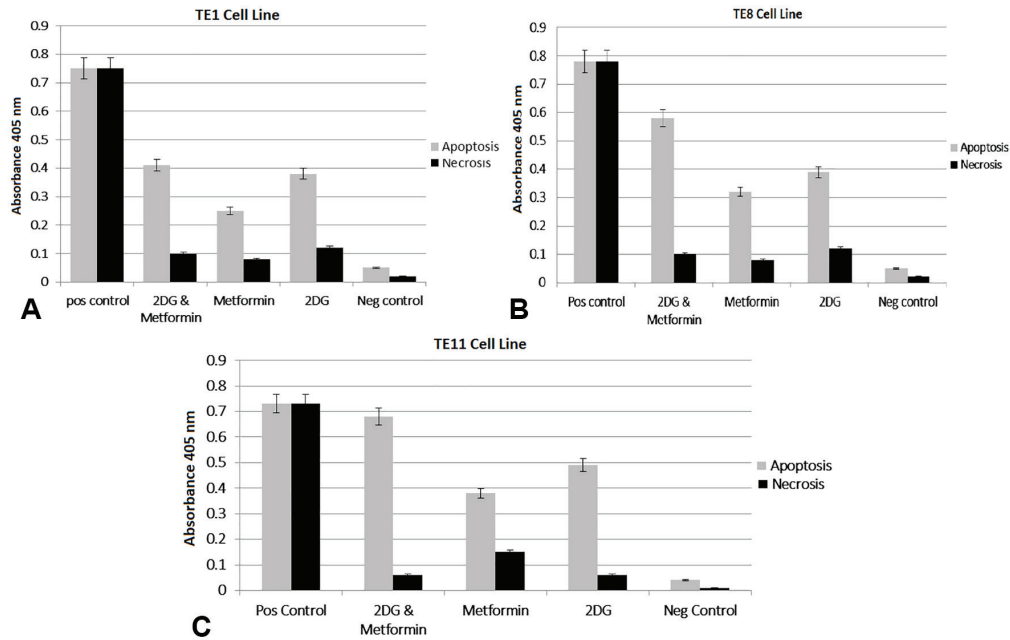 TE1 Cell Line
Absorbance 405 nm
0.9
0.8
0.7
0.6
0.5
0.4
0.3
0.2
0.1
0
pos control
2DG &
Metformin
Metformin
2DG
Neg control
Apoptosis
Necrosis
A
TE8 Cell Line
Absorbance 405 nm
0.9
0.8
0.7
0.6
0.5
0.4
0.3
0.2
0.1
0
Pos control
2DG &
Metformin
Metformin
2DG
Neg control
Apoptosis
Necrosis
B
TE11 Cell Line
Absorbance 405 nm
0.9
0.8
0.7
0.6
0.5
0.4
0.3
0.2
0.1
0
Pos Control
2DG &
Metformin
Metformin
2DG
Neg Control
Apoptosis
Necrosis
C